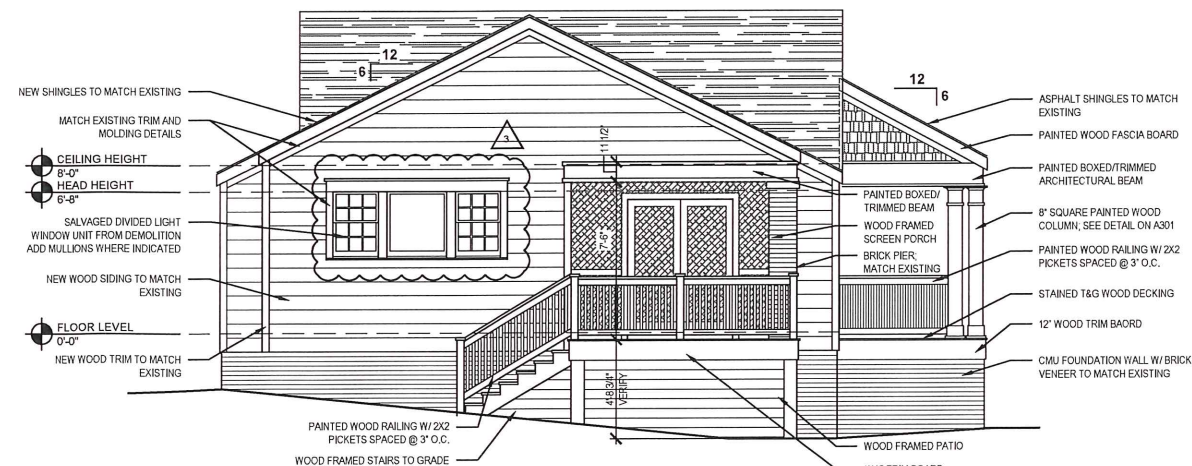 12
6
12
6
NEW SHINGLES TO MATCH EXISTING
MATCH EXISTING TRIM AND
MOLDING DETAILS
CEILING HEIGHT
8'-0"
HEAD HEIGHT
6'-8"
SALVAGED DIVIDED LIGHT
WINDOW UNIT FROM DEMOLITION
ADD MULLIONS WHERE INDICATED
NEW WOOD SIDING TO MATCH
EXISTING
FLOOR LEVEL
0'-0"
NEW WOOD TRIM TO MATCH
EXISTING
PAINTED WOOD RAILING W/ 2X2
PICKETS SPACED @ 3" O.C.
WOOD FRAMED STAIRS TO GRADE
3
11 1/2"
7'-6"
4'-8 3/4"
VERIFY
PAINTED BOXED/
TRIMMED BEAM
WOOD FRAMED
SCREEN PORCH
BRICK PIER;
MATCH EXISTING
WOOD FRAMED PATIO
ASPHALT SHINGLES TO MATCH
EXISTING
PAINTED WOOD FASCIA BOARD
PAINTED BOXED/TRIMMED
ARCHITECTURAL BEAM
8" SQUARE PAINTED WOOD
COLUMN; SEE DETAIL ON A301
PAINTED WOOD RAILING W/ 2X2
PICKETS SPACED @ 3" O.C.
STAINED T&G WOOD DECKING
12" WOOD TRIM BAORD
CMU FOUNDATION WALL W/ BRICK
VENEER TO MATCH EXISTING